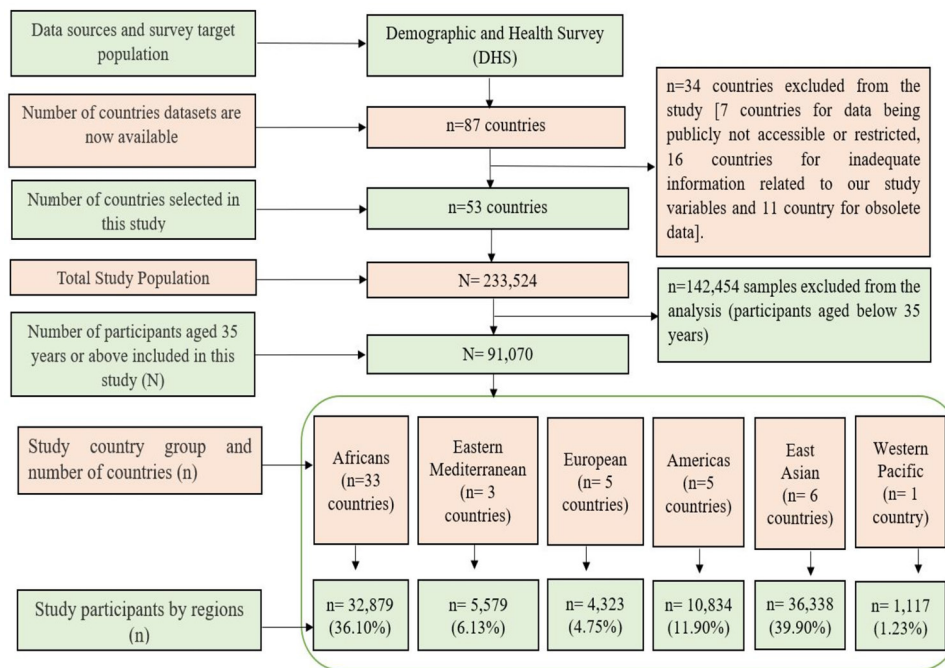 Data sources and survey target
population
Demographic and Health Survey
(DHS)
n=34 countries excluded from the
study [7 countries for data being
publicly not accessible or restricted,
16 countries for inadequate
information related to our study
variables and 11 country for obsolete
data].
Number of countries datasets are
now available
n=87 countries
Number of countries selected in
this study
n=53 countries
Total Study Population
N= 233,524
n=142,454 samples excluded from the
analysis (participants aged below 35
years)
Number of participants aged 35
years or above included in this
study (N)
N= 91,070
Study country group and
number of countries (n)
Africans
(n=33
countries)
Eastern
Mediterranean
(n= 3
countries)
European
(n= 5
countries)
Americas
(n=5
countries)
East
Asian
(n= 6
countries)
Western
Pacific
(n= 1
country)
Study participants by regions
(n)
n= 32,879
(36.10%)
n= 5,579
(6.13%)
n= 4,323
(4.75%)
n= 10,834
(11.90%)
n= 36,338
(39.90%)
n= 1,117
(1.23%)